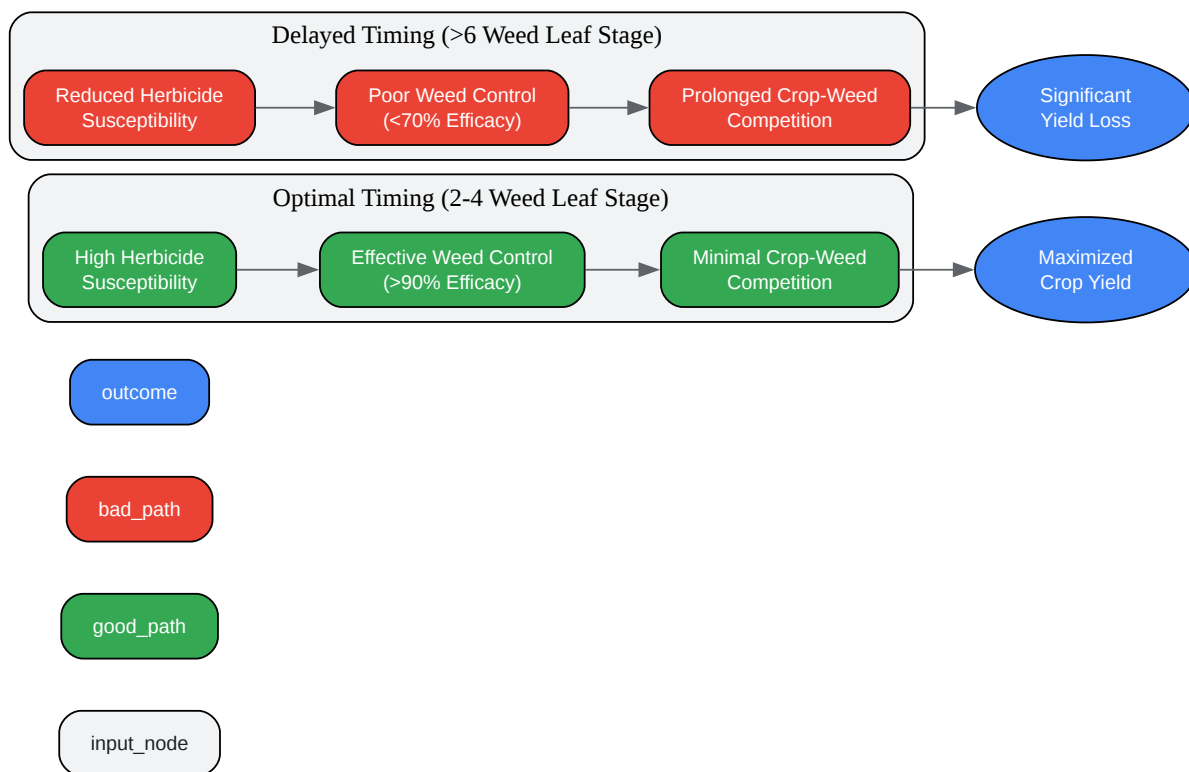 Delayed Timing (>6 Weed Leaf Stage)
Reduced Herbicide
Susceptibility
Poor Weed Control
(<70% Efficacy)
Prolonged Crop-Weed
Competition
Significant
Yield Loss
Optimal Timing (2-4 Weed Leaf Stage)
High Herbicide
Susceptibility
Effective Weed Control
(>90% Efficacy)
Minimal Crop-Weed
Competition
Maximized
Crop Yield
outcome
bad_path
good_path
input_node